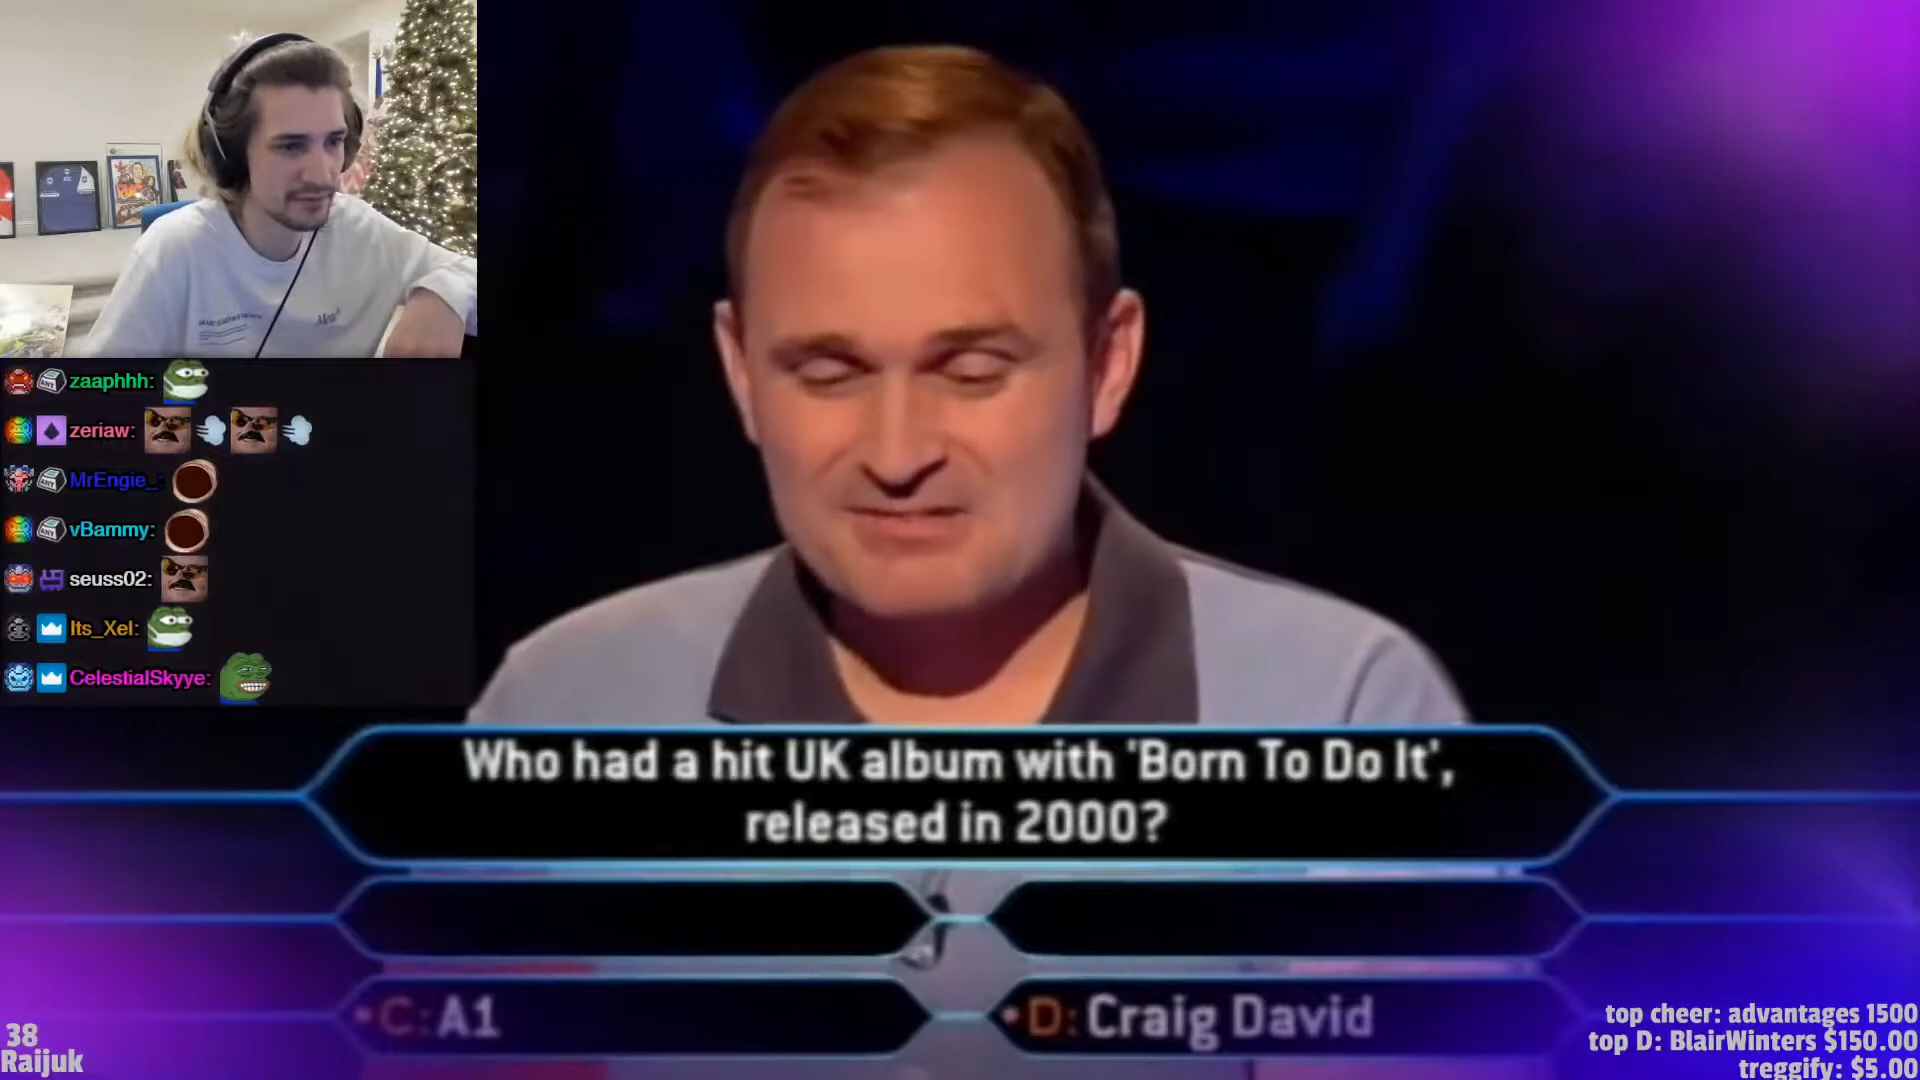 zaaphhh:
zeriaw:
MrEngie_:
vBammy:
seuss02:
Its_Xel:
CelestialSkyye:
Who had a hit UK album with 'Born To Do It',
released in 2000?
C: A1
D: Craig David
38
Raijuk
top cheer: advantages 1500
top D: BlairWinters $150.00
treggify: $5.00